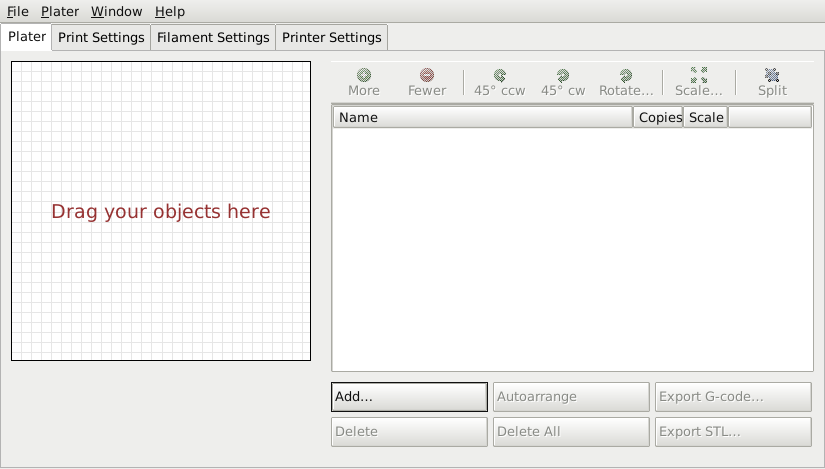 File Plater Window Help
Plater Print Settings Filament Settings Printer Settings
More Fewer 45° ccw 45° cw Rotate... Scale... Split
Name Copies Scale
Drag your objects here
Add... Autoarrange Export G-code...
Delete Delete All Export STL...